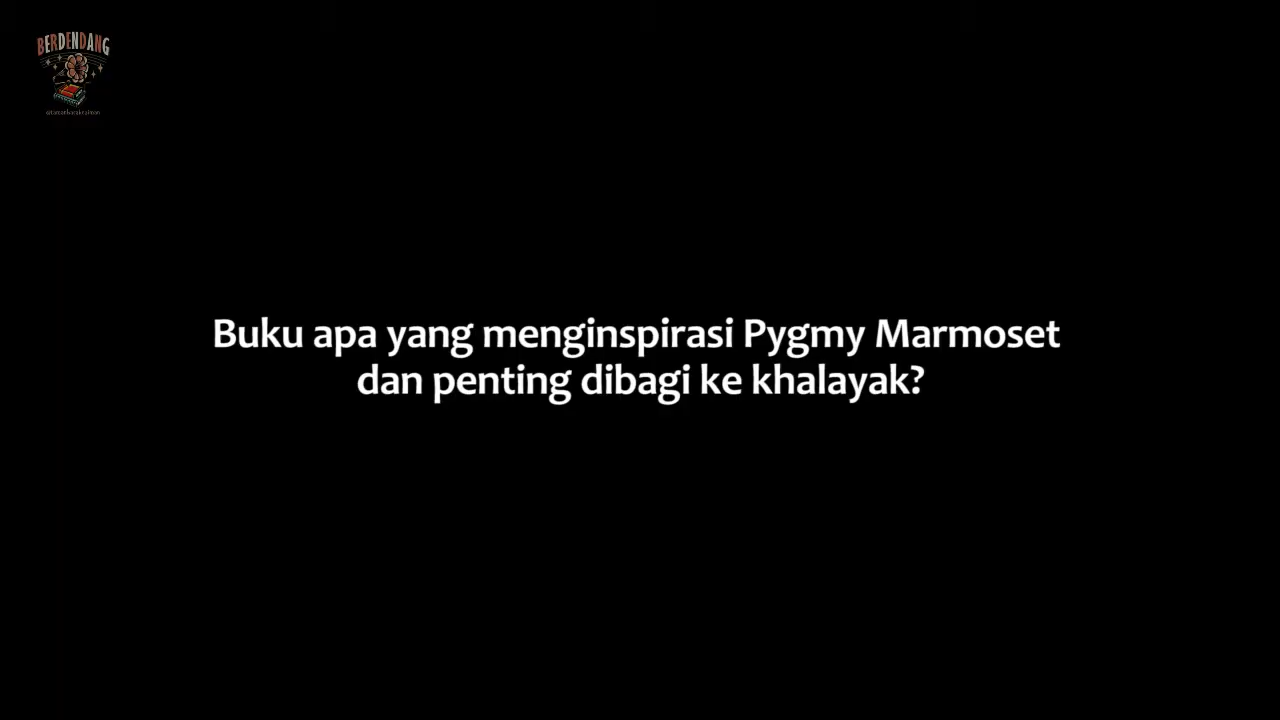 BERDENDANG
Buku apa yang menginspirasi Pygmy Marmoset
dan penting dibagi ke khalayak?